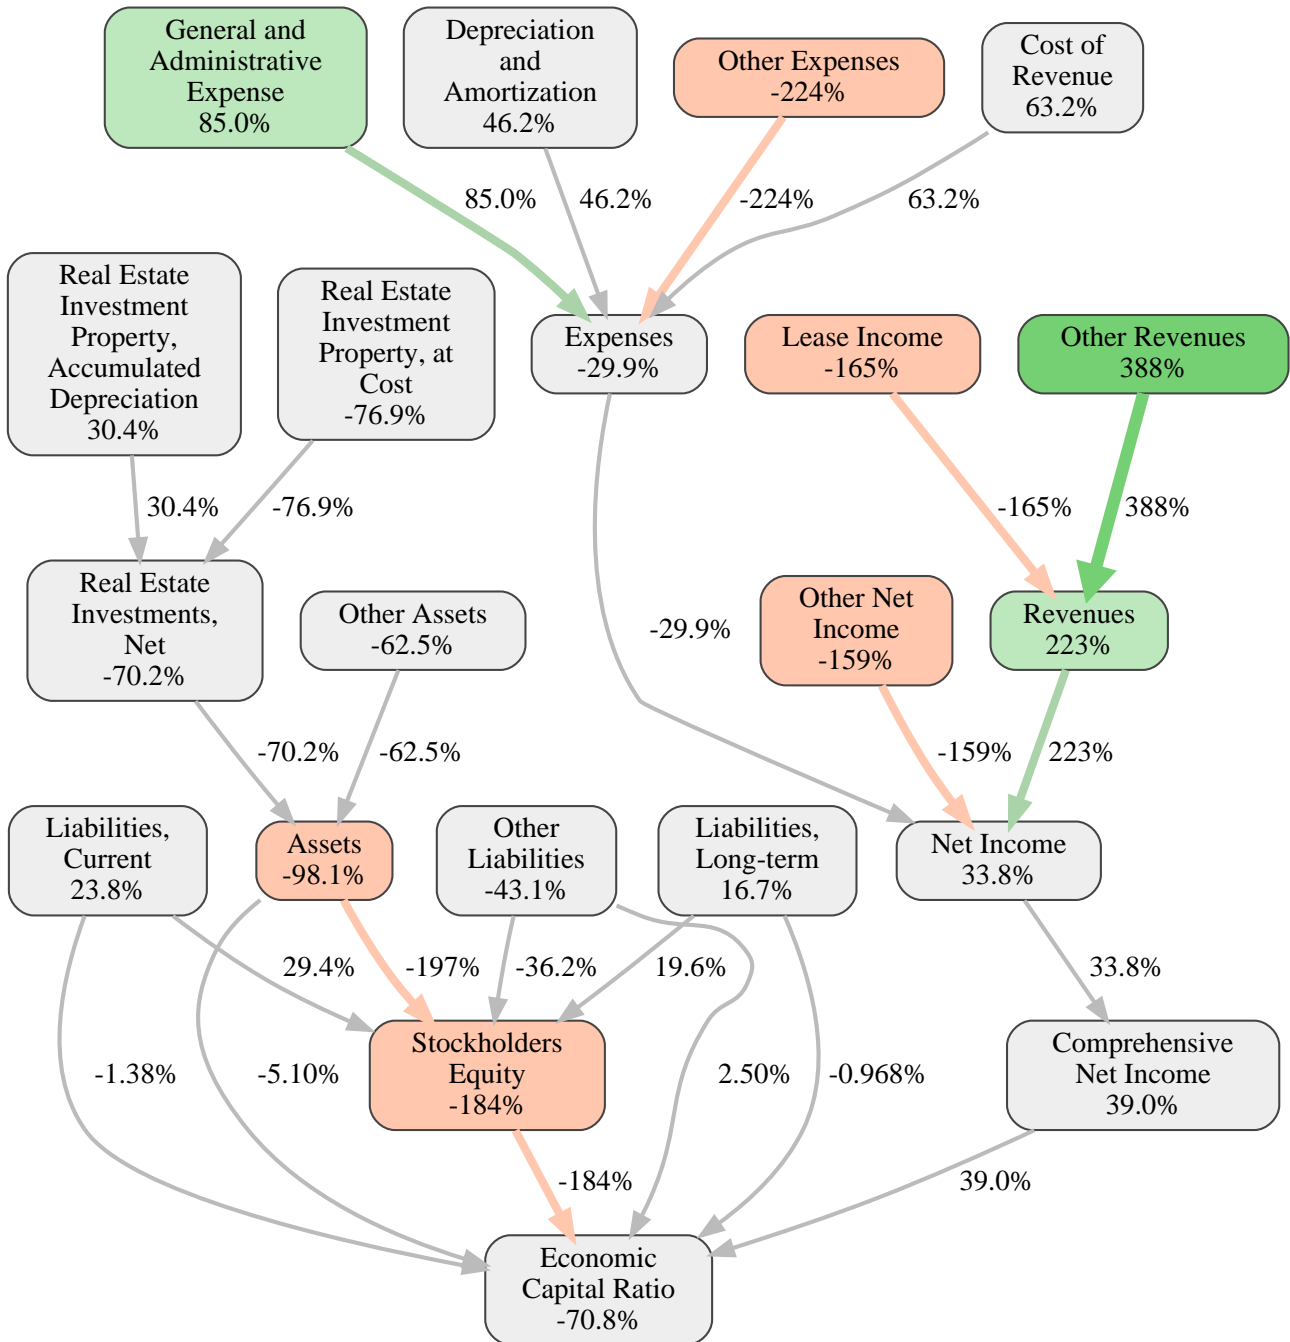 General and
Administrative
Expense
85.0%
Depreciation
and
Amortization
46.2%
Other Expenses
-224%
Cost of
Revenue
63.2%
85.0%
46.2%
-224%
63.2%
Real Estate
Investment
Property,
Accumulated
Depreciation
30.4%
Real Estate
Investment
Property, at
Cost
-76.9%
Expenses
-29.9%
Lease Income
-165%
Other Revenues
388%
30.4%
-76.9%
-165%
388%
Real Estate
Investments,
Net
-70.2%
Other Assets
-62.5%
-29.9%
Other Net
Income
-159%
Revenues
223%
-70.2%
-62.5%
-159%
223%
Liabilities,
Current
23.8%
Assets
-98.1%
Other
Liabilities
-43.1%
Liabilities,
Long-term
16.7%
Net Income
33.8%
29.4%
-197%
-36.2%
19.6%
33.8%
Stockholders
Equity
-184%
Comprehensive
Net Income
39.0%
-1.38%
-5.10%
2.50%
-0.968%
-184%
39.0%
Economic
Capital Ratio
-70.8%